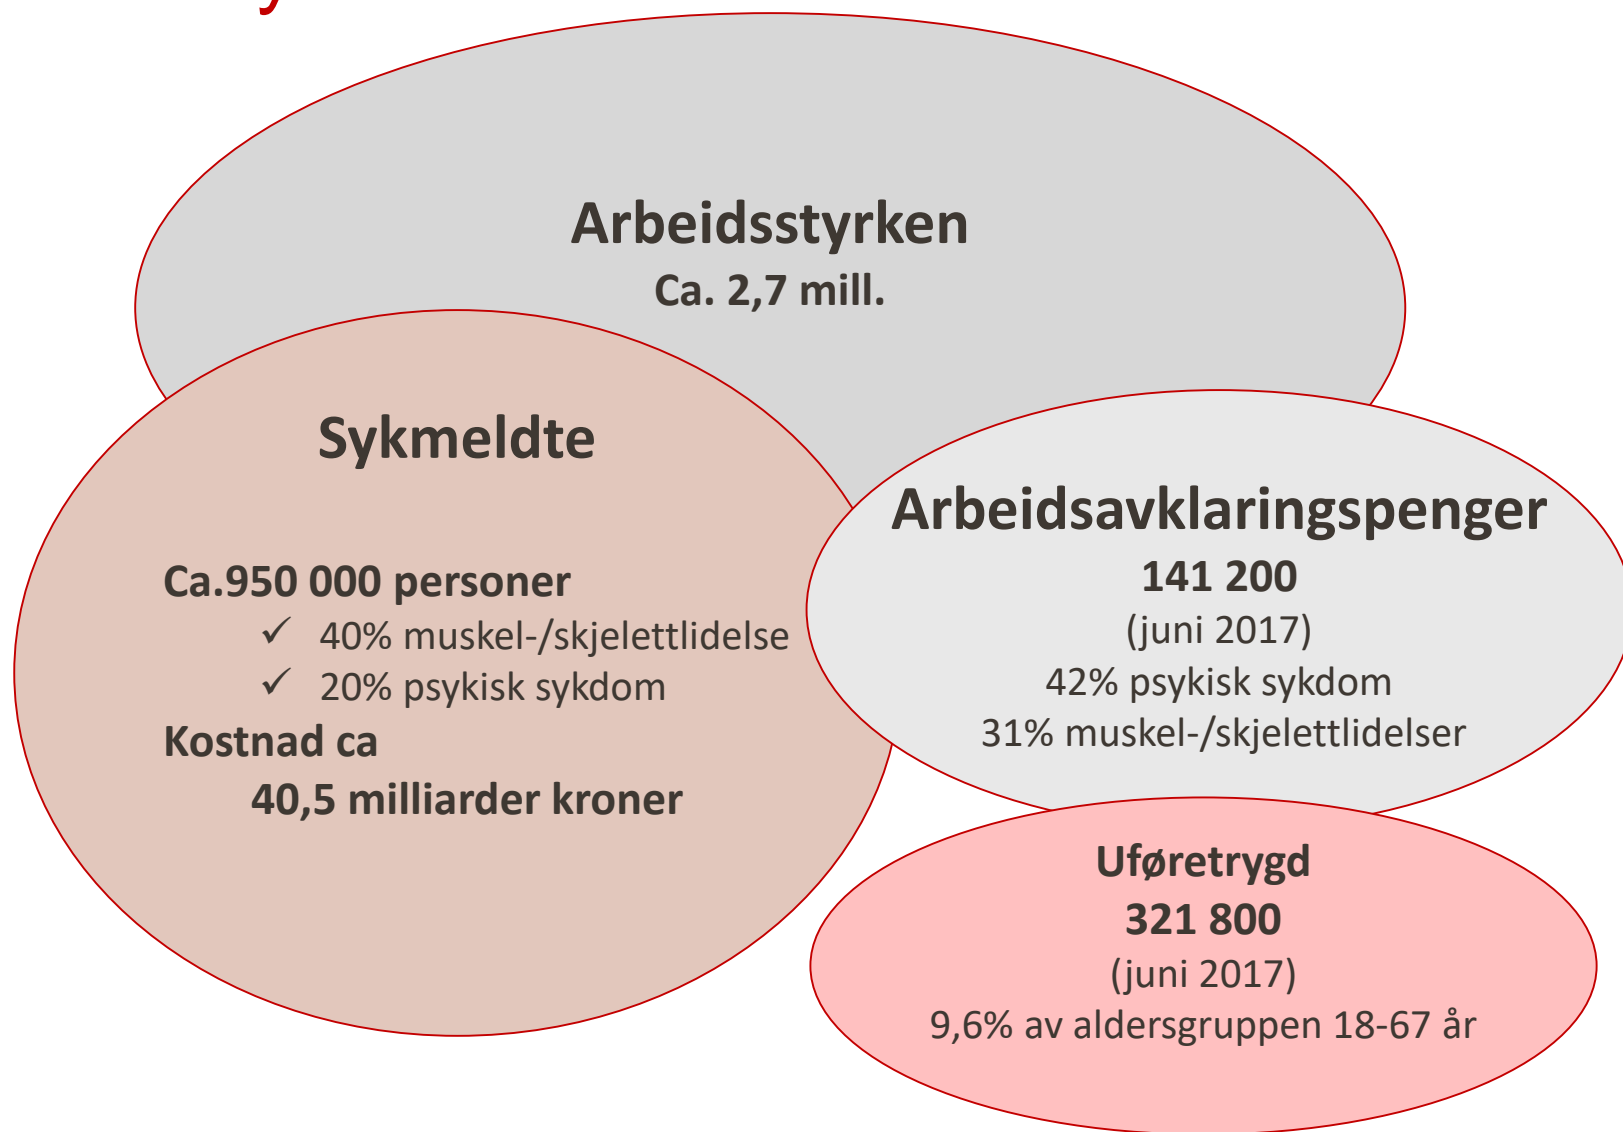 Arbeidsstyrken
Ca. 2,7 mill.
Sykmeldte
Ca.950 000 personer
✓ 40% muskel-/skjelettlidelse
✓ 20% psykisk sykdom
Kostnad ca
40,5 milliarder kroner
Arbeidsavklaringspenger
141 200
(juni 2017)
42% psykisk sykdom
31% muskel-/skjelettlidelser
Uføretrygd
321 800
(juni 2017)
9,6% av aldersgruppen 18-67 år